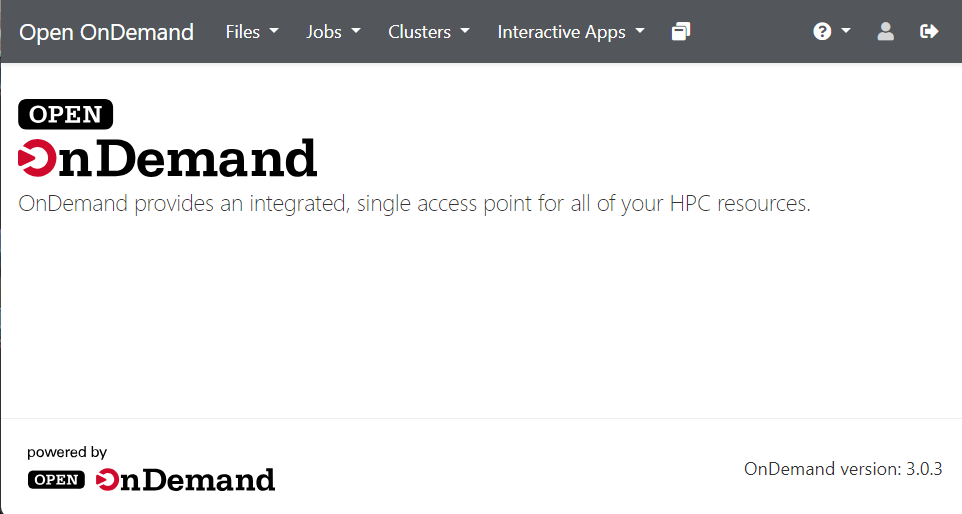 Open OnDemand Files Jobs Clusters Interactive Apps
OPEN
OnDemand
OnDemand provides an integrated, single access point for all of your HPC resources.
powered by
OPEN OnDemand
OnDemand version: 3.0.3